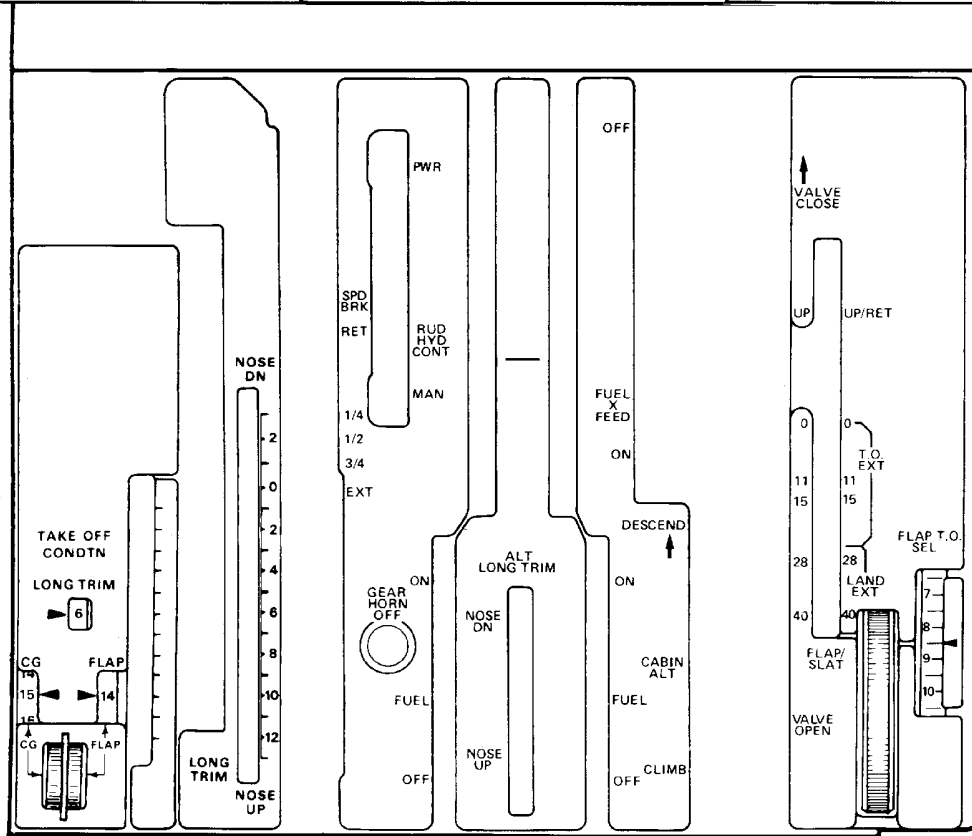 TAKE OFF
CONDTN
LONG TRIM
6
CG
FLAP
14
15
16
14
CG
FLAP
NOSE
DN
2
0
2
4
6
8
10
12
LONG
TRIM
NOSE
UP
PWR
SPD
BRK
RET
RUD
HYD
CONT
MAN
1/4
1/2
3/4
EXT
GEAR
HORN
OFF
ON
FUEL
OFF
ALT
LONG TRIM
NOSE
DN
NOSE
UP
OFF
FUEL
X
FEED
ON
DESCEND
ON
CABIN
ALT
FUEL
OFF
CLIMB
VALVE
CLOSE
UP
UP/RET
0
0
T.O.
EXT
11
11
15
15
28
28
LAND
EXT
40
40
FLAP/
SLAT
VALVE
OPEN
FLAP T.O.
SEL
7
8
9
10